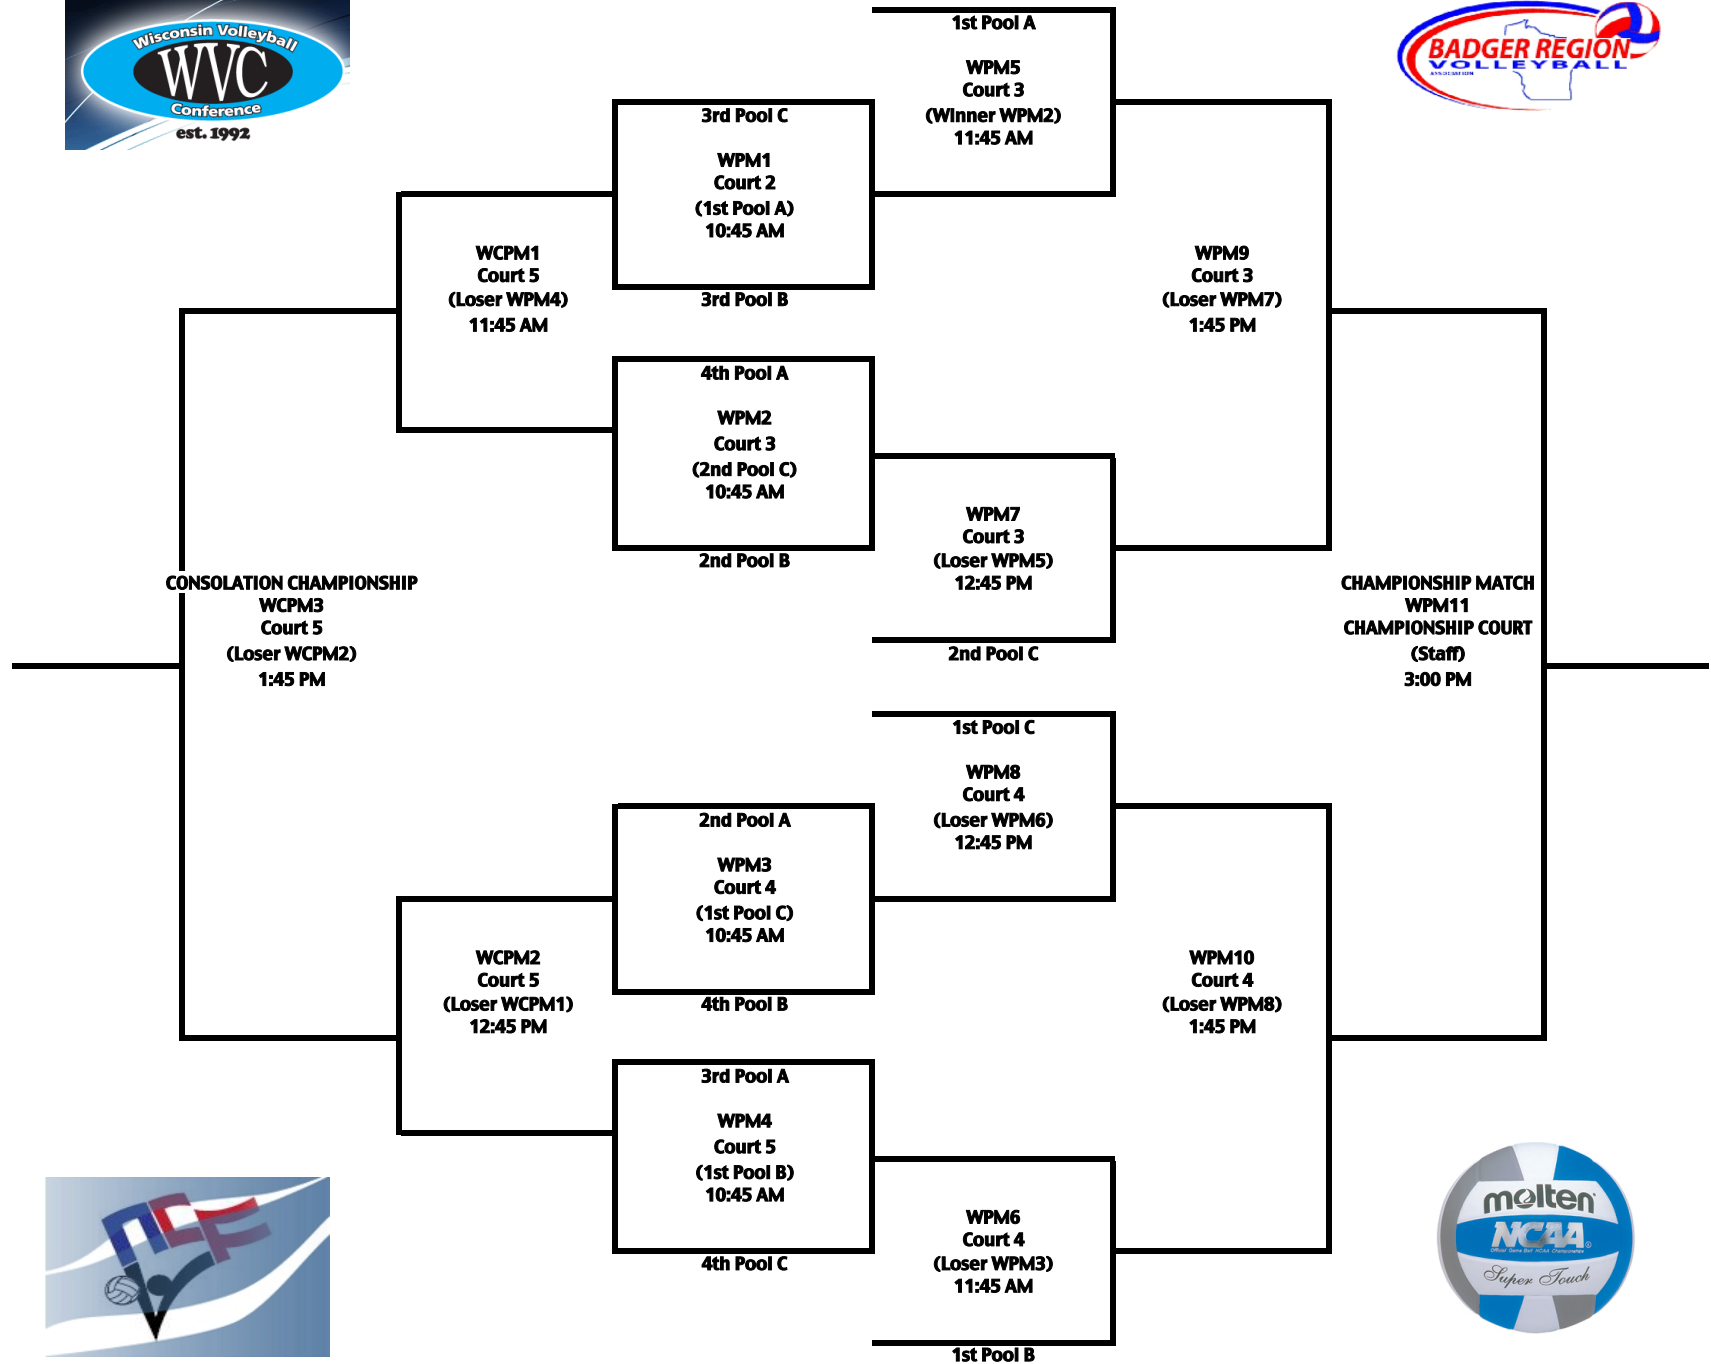 Wisconsin Volleyball
WVC
Conference
est. 1992
BADGER REGION
VOLLEYBALL
ASSOCIATION
1st Pool A
WPM5
Court 3
(Winner WPM2)
11:45 AM
3rd Pool C
WPM1
Court 2
(1st Pool A)
10:45 AM
3rd Pool B
WCPM1
Court 5
(Loser WPM4)
11:45 AM
WPM9
Court 3
(Loser WPM7)
1:45 PM
4th Pool A
WPM2
Court 3
(2nd Pool C)
10:45 AM
2nd Pool B
WPM7
Court 3
(Loser WPM5)
12:45 PM
2nd Pool C
CONSOLATION CHAMPIONSHIP
WCPM3
Court 5
(Loser WCPM2)
1:45 PM
CHAMPIONSHIP MATCH
WPM11
CHAMPIONSHIP COURT
(Staff)
3:00 PM
1st Pool C
WPM8
Court 4
(Loser WPM6)
12:45 PM
2nd Pool A
WPM3
Court 4
(1st Pool C)
10:45 AM
4th Pool B
WCPM2
Court 5
(Loser WCPM1)
12:45 PM
WPM10
Court 4
(Loser WPM8)
1:45 PM
3rd Pool A
WPM4
Court 5
(1st Pool B)
10:45 AM
4th Pool C
WPM6
Court 4
(Loser WPM3)
11:45 AM
1st Pool B
NCF
molten
NCAA®
Official Game Ball NCAA Championships
Super Touch